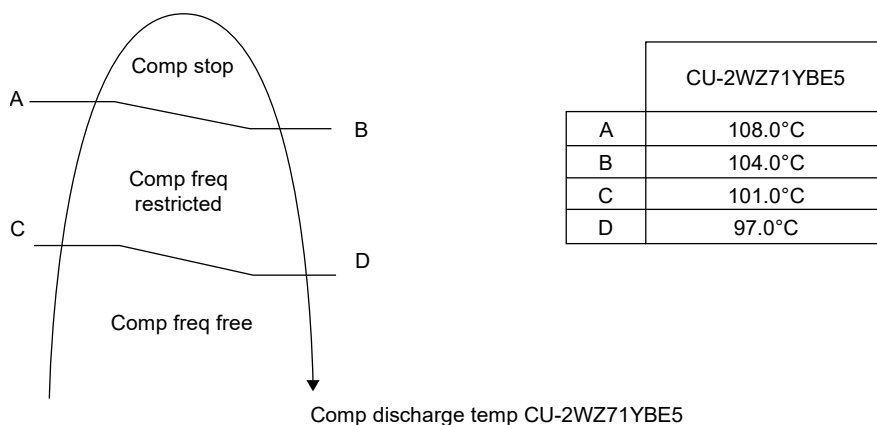 Comp stop
A
B
Comp freq
restricted
C
D
Comp freq free
Comp discharge temp CU-2WZ71YBE5
CU-2WZ71YBE5
A 108.0°C
B 104.0°C
C 101.0°C
D 97.0°C